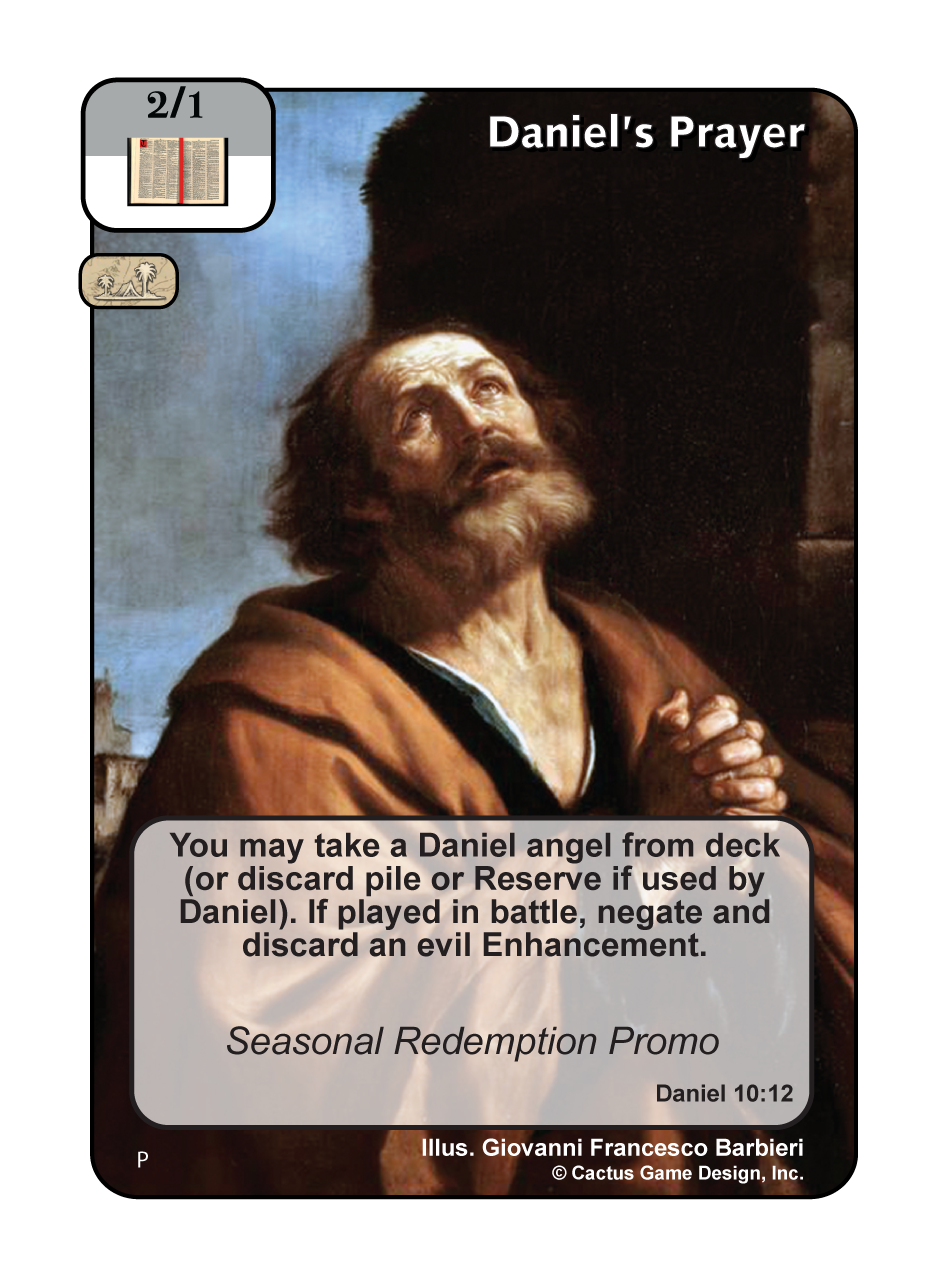 2/1
Daniel's Prayer
You may take a Daniel angel from deck
(or discard pile or Reserve if used by
Daniel). If played in battle, negate and
discard an evil Enhancement.
Seasonal Redemption Promo
Daniel 10:12
P
Illus. Giovanni Francesco Barbieri
© Cactus Game Design, Inc.